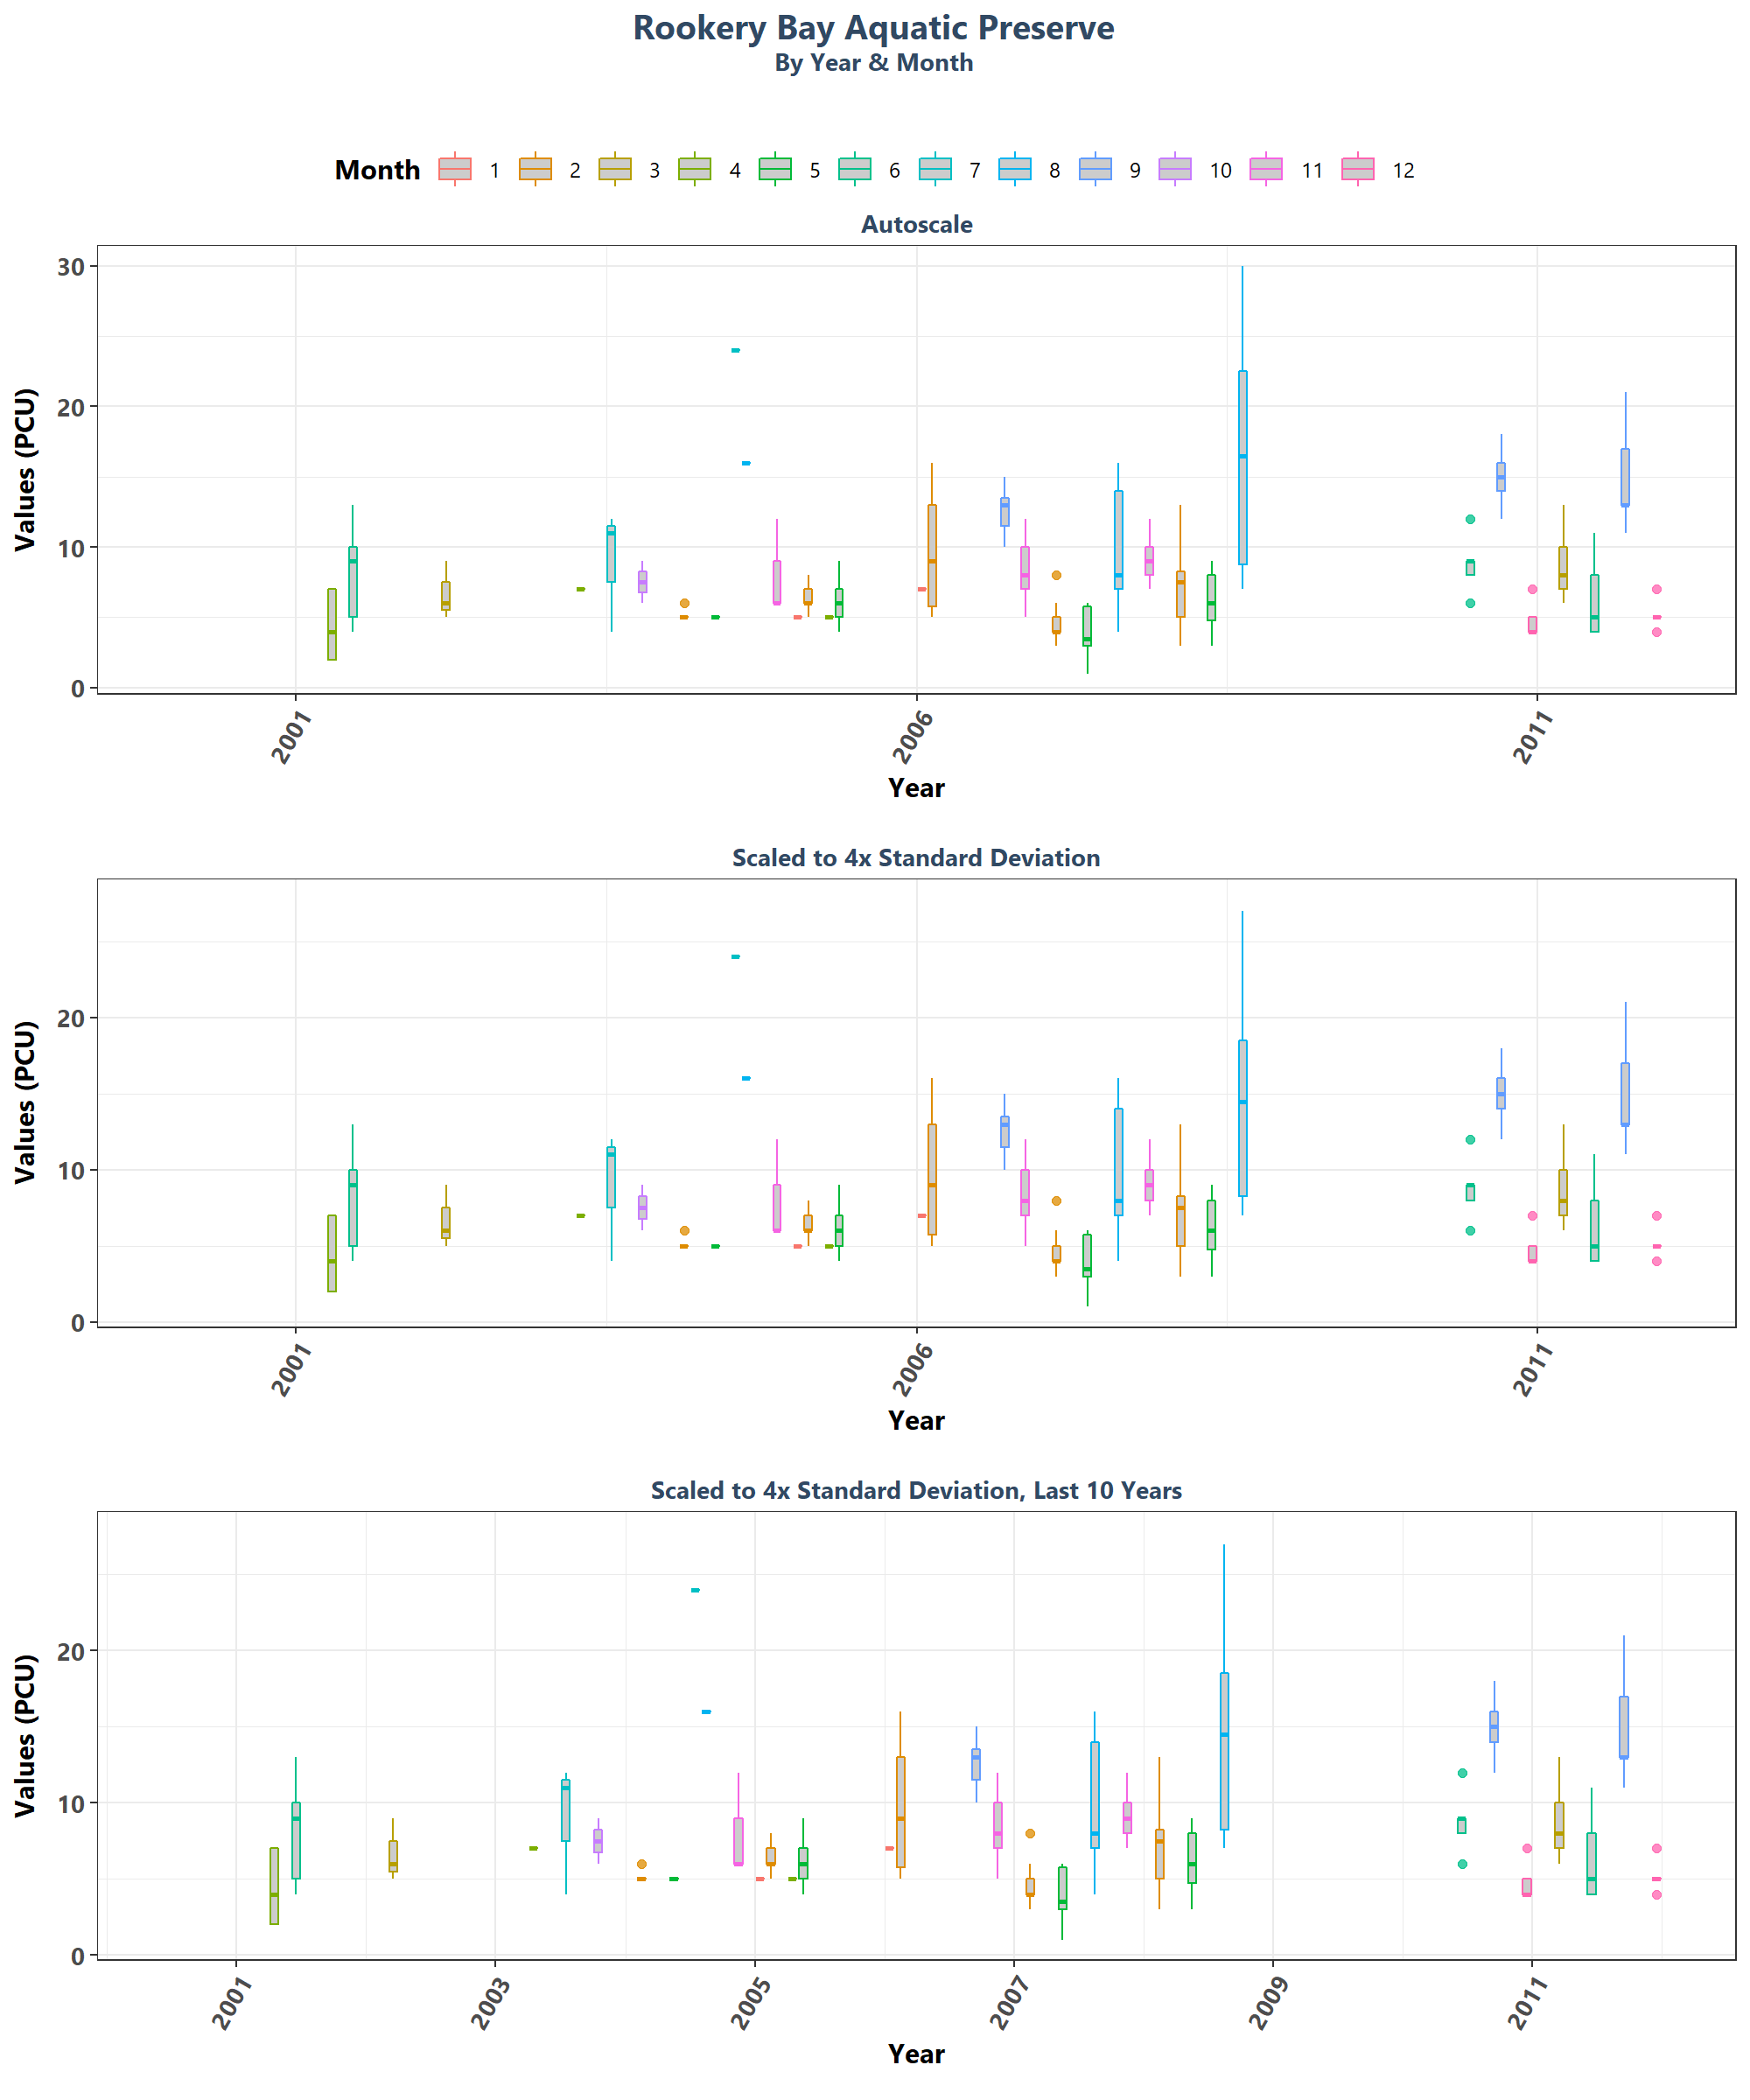 Rookery Bay Aquatic Preserve
By Year & Month
Month 1 2 3 4 5 6 7 8 9 10 11 12
Autoscale
Values (PCU)
30
20
10
0
2001 2006 2011
Year
Scaled to 4x Standard Deviation
Values (PCU)
20
10
0
2001 2006 2011
Year
Scaled to 4x Standard Deviation, Last 10 Years
Values (PCU)
20
10
0
2001 2003 2005 2007 2009 2011
Year